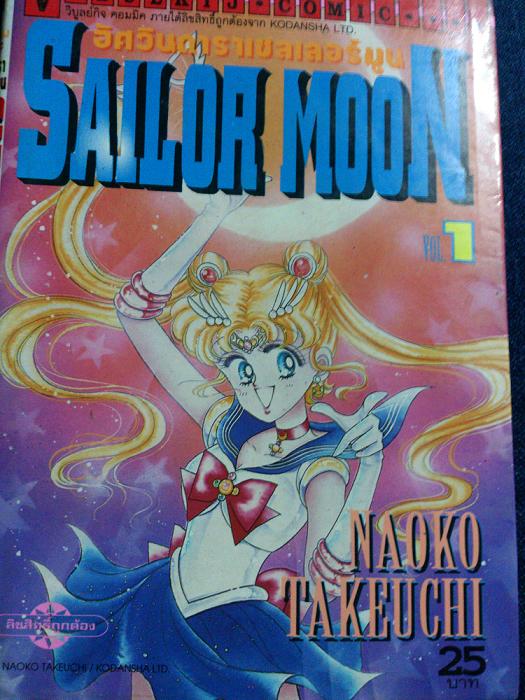 COMIC
วิบูลย์กิจ คอมมิค ภายใต้ลิขสิทธิ์ถูกต้องจาก KODANSHA LTD.
อัศวินดาราเซเลอร์มูน
SAILOR MOON
VOL. 1
NAOKO
TAKEUCHI
ลิขสิทธิ์ถูกต้อง
NAOKO TAKEUCHI / KODANSHA LTD.
25
บาท